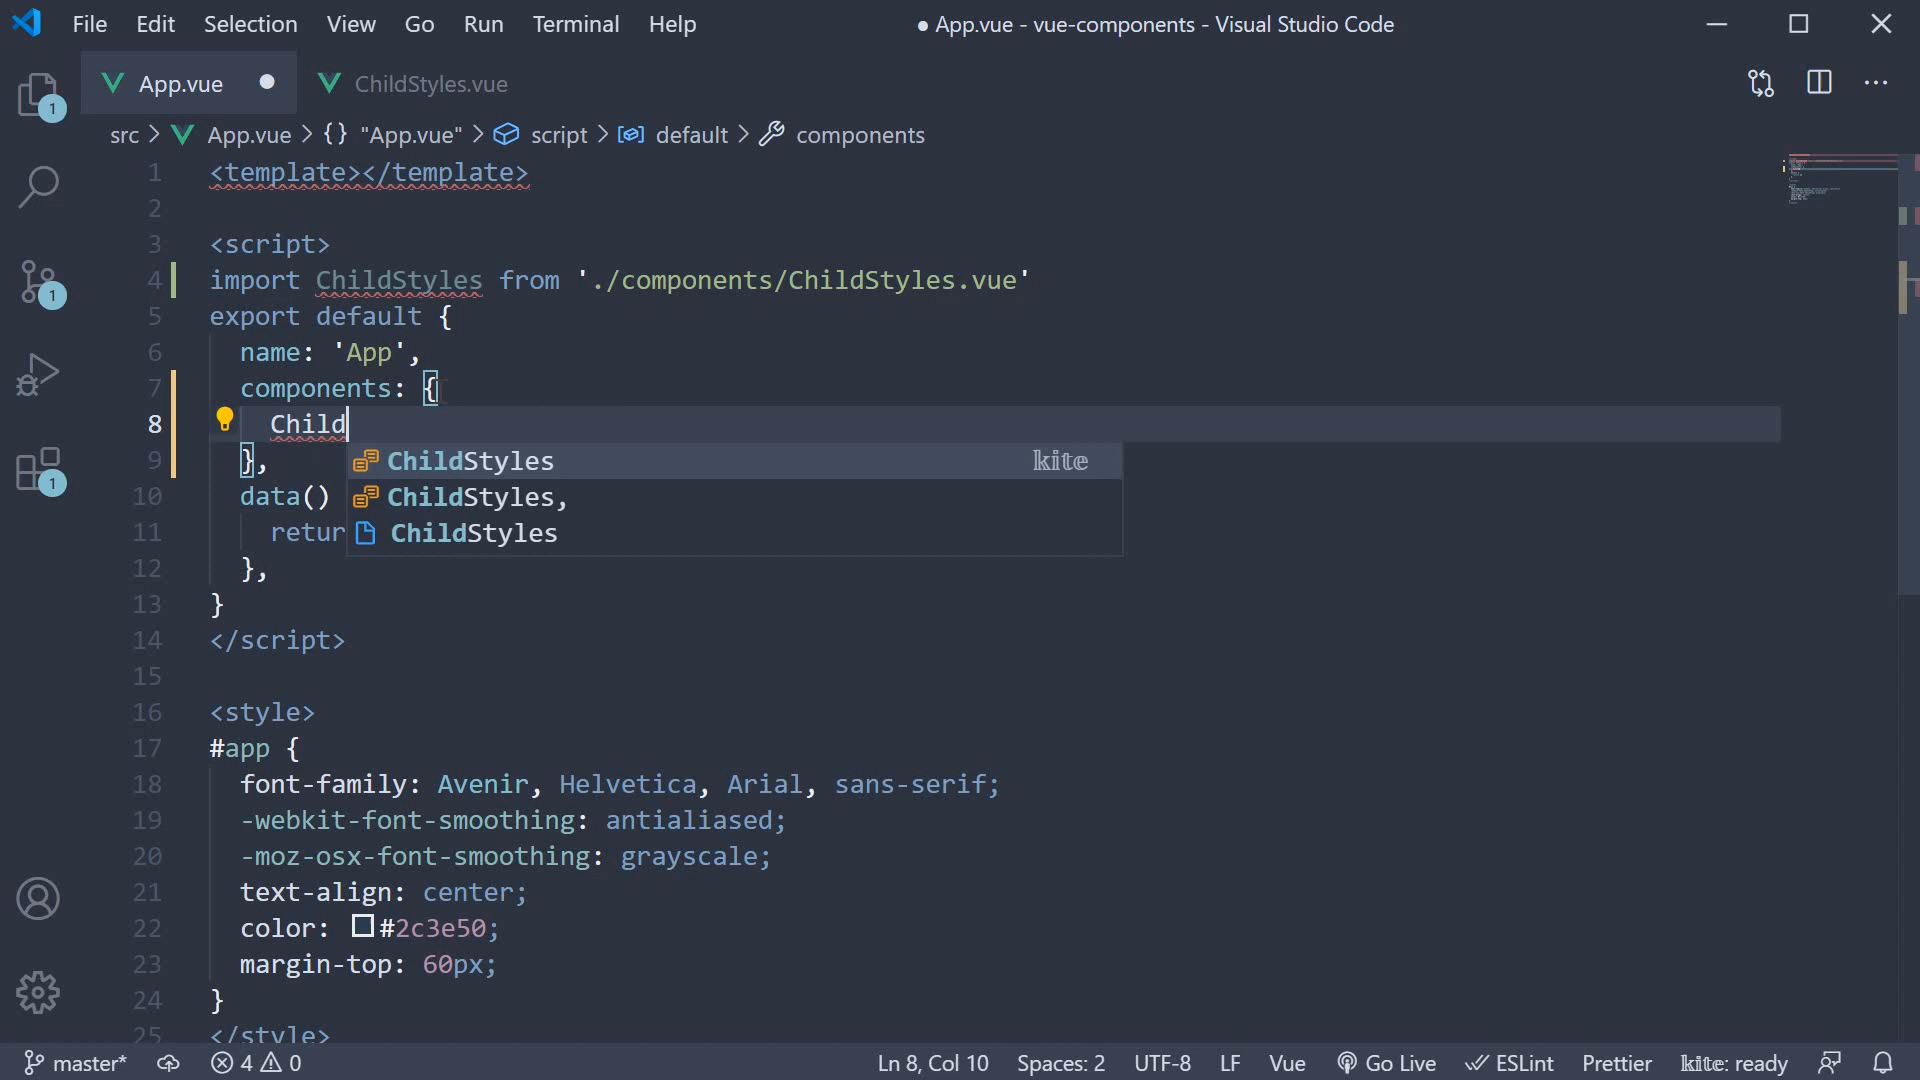 File Edit Selection View Go Run Terminal Help ● App.vue - vue-components - Visual Studio Code
App.vue ChildStyles.vue
src > App.vue > {} "App.vue" > script > default > components
1 <template></template>
2
3 <script>
4 import ChildStyles from './components/ChildStyles.vue'
5 export default {
6 name: 'App',
7 components: {
8 Child
9 },
ChildStyles kite
10 data()
ChildStyles,
11 retur
ChildStyles
12 },
13 }
14 </script>
15
16 <style>
17 #app {
18 font-family: Avenir, Helvetica, Arial, sans-serif;
19 -webkit-font-smoothing: antialiased;
20 -moz-osx-font-smoothing: grayscale;
21 text-align: center;
22 color: #2c3e50;
23 margin-top: 60px;
24 }
25 </style>
1
1
1
master* 4 0 Ln 8, Col 10 Spaces: 2 UTF-8 LF Vue Go Live ESLint Prettier kite: ready